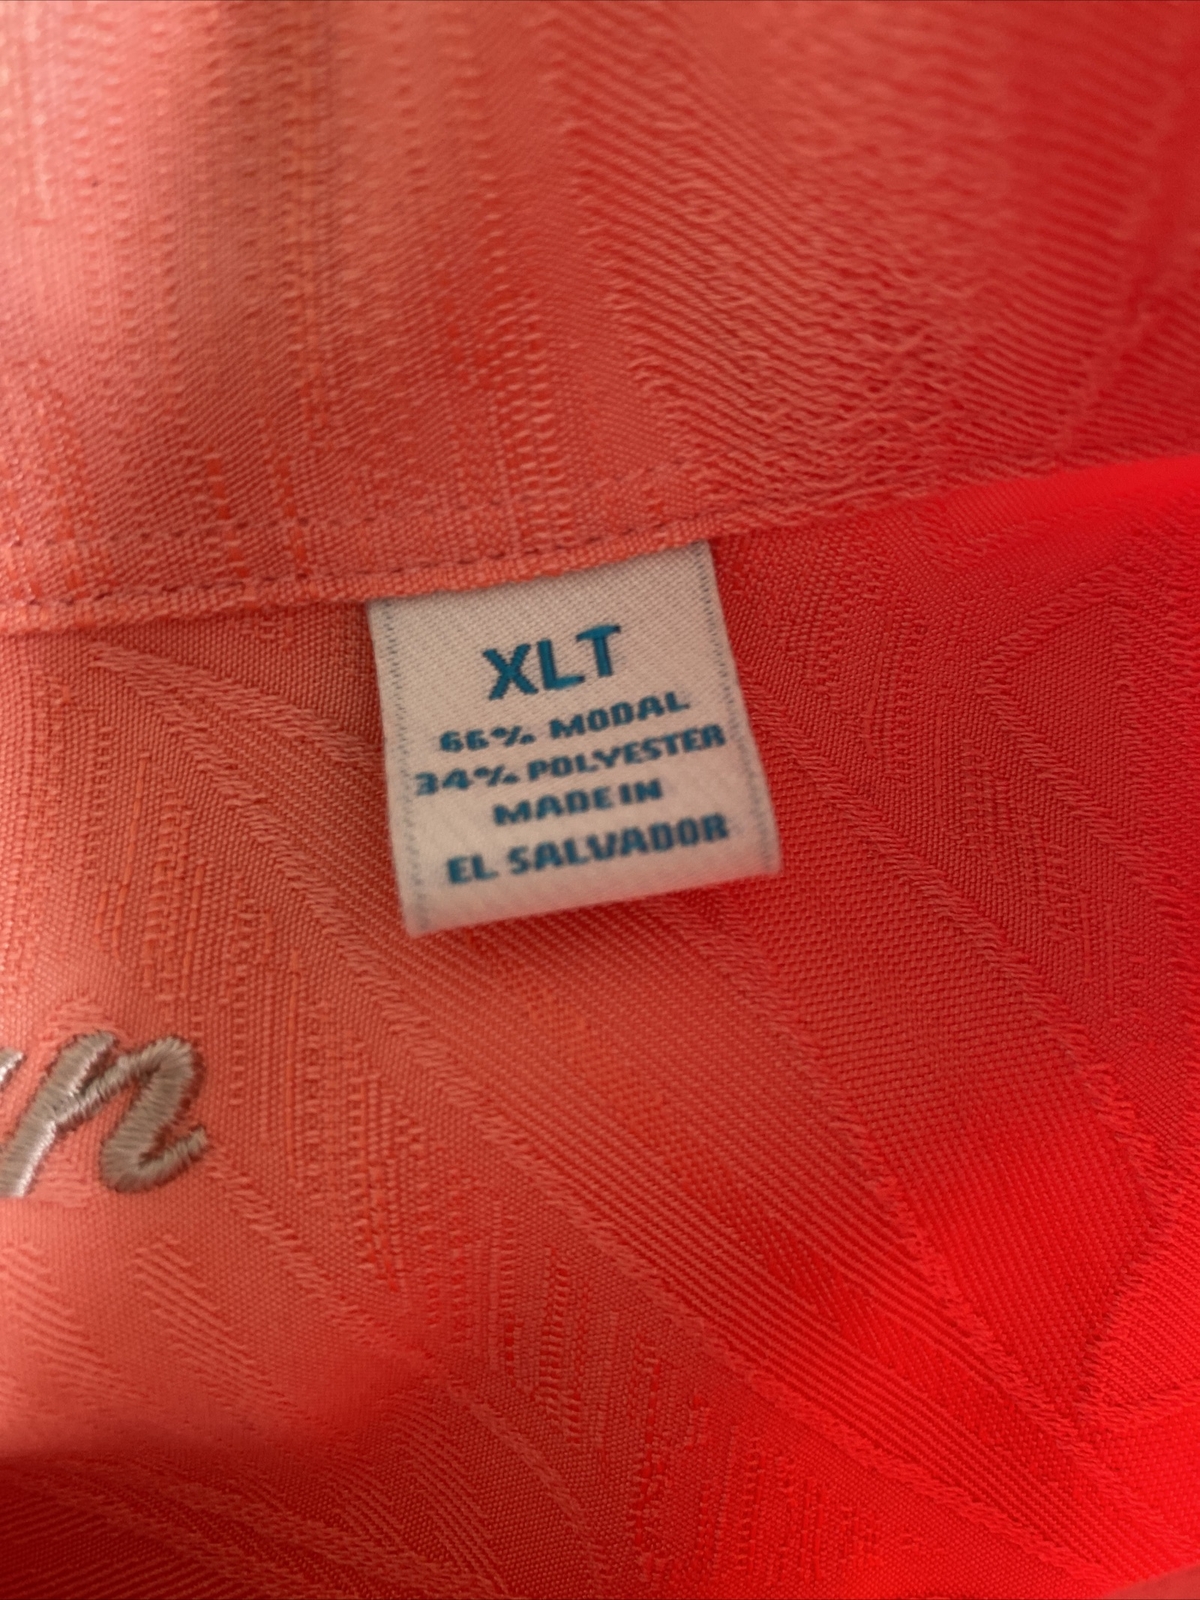 XLT
66% MODAL
34% POLYESTER
MADE IN
EL SALVADOR